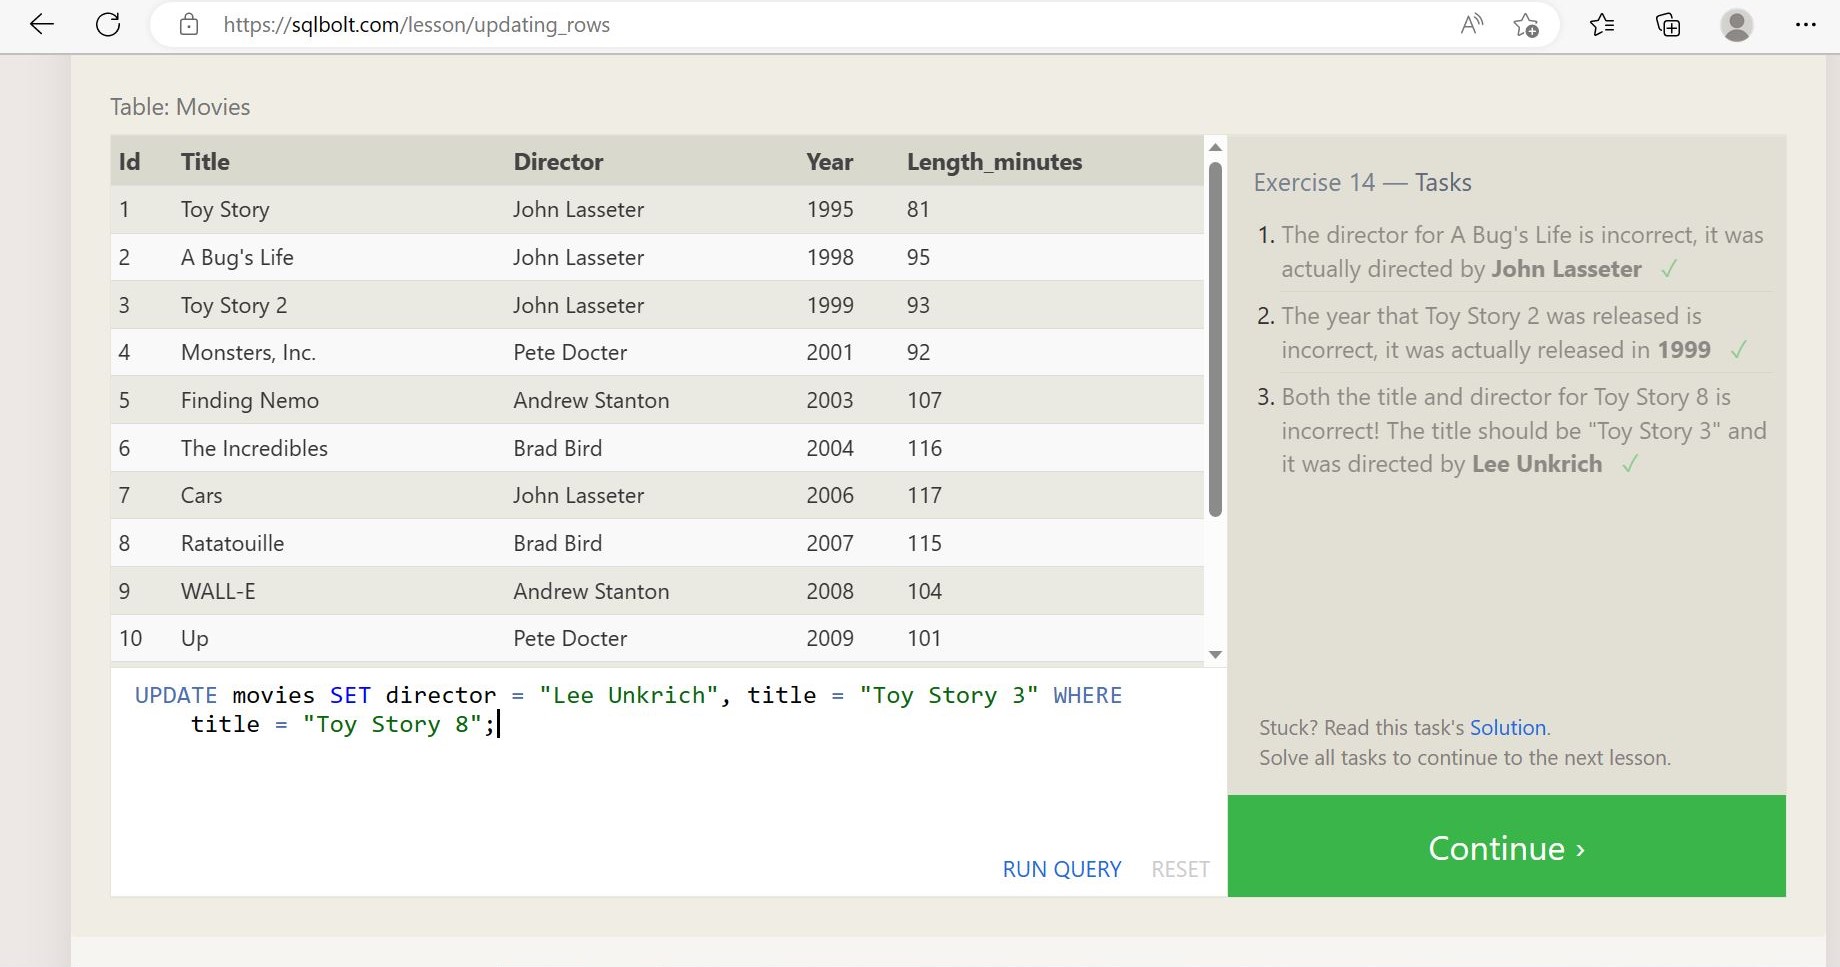 https://sqlbolt.com/lesson/updating_rows
Table: Movies
Id Title Director Year Length_minutes
1 Toy Story John Lasseter 1995 81
2 A Bug's Life John Lasseter 1998 95
3 Toy Story 2 John Lasseter 1999 93
4 Monsters, Inc. Pete Docter 2001 92
5 Finding Nemo Andrew Stanton 2003 107
6 The Incredibles Brad Bird 2004 116
7 Cars John Lasseter 2006 117
8 Ratatouille Brad Bird 2007 115
9 WALL-E Andrew Stanton 2008 104
10 Up Pete Docter 2009 101
UPDATE movies SET director = "Lee Unkrich", title = "Toy Story 3" WHERE
title = "Toy Story 8";
RUN QUERY RESET
Exercise 14 — Tasks
1. The director for A Bug's Life is incorrect, it was
actually directed by John Lasseter ✓
2. The year that Toy Story 2 was released is
incorrect, it was actually released in 1999 ✓
3. Both the title and director for Toy Story 8 is
incorrect! The title should be "Toy Story 3" and
it was directed by Lee Unkrich ✓
Stuck? Read this task's Solution.
Solve all tasks to continue to the next lesson.
Continue ›